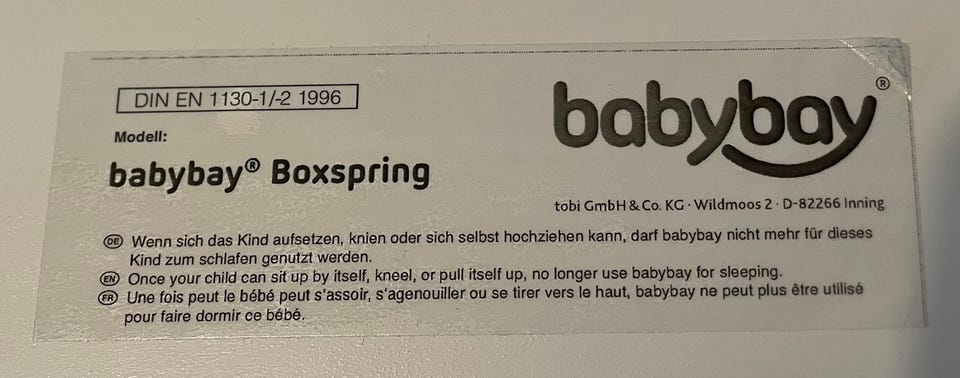 DIN EN 1130-1/-2 1996
Modell:
babybay® Boxspring
babybay®
tobi GmbH & Co. KG · Wildmoos 2 · D-82266 Inning
DE Wenn sich das Kind aufsetzen, knien oder sich selbst hochziehen kann, darf babybay nicht mehr für dieses
Kind zum schlafen genutzt werden.
EN Once your child can sit up by itself, kneel, or pull itself up, no longer use babybay for sleeping.
FR Une fois peut le bébé peut s‘assoir, s‘agenouiller ou se tirer vers le haut, babybay ne peut plus être utilisé
pour faire dormir ce bébé.